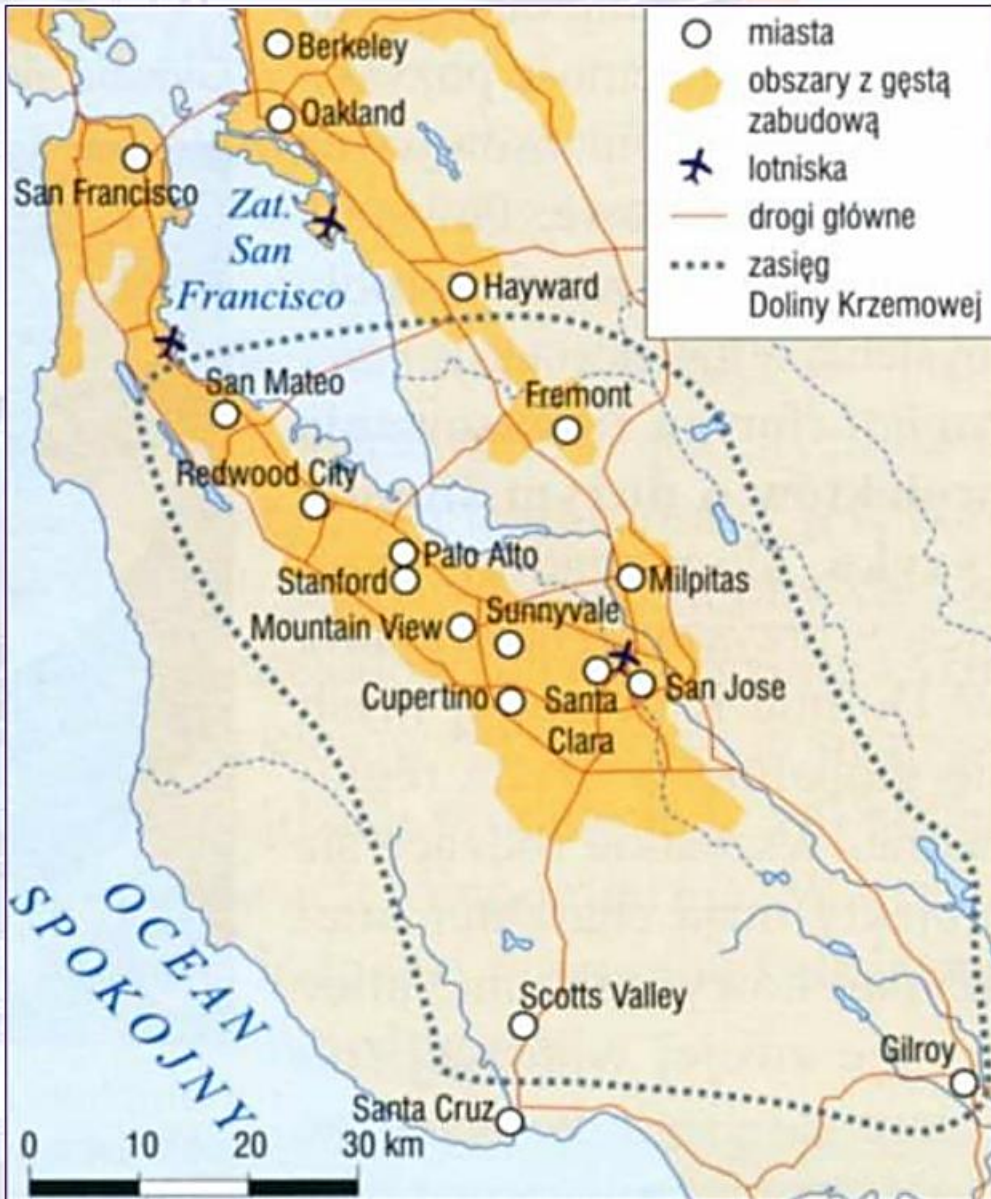 miasta
obszary z gęstą
zabudową
lotniska
drogi główne
zasięg
Doliny Krzemowej
Berkeley
Oakland
San Francisco
Zat.
San
Francisco
Hayward
San Mateo
Fremont
Redwood City
Palo Alto
Stanford
Milpitas
Sunnyvale
Mountain View
Cupertino
Santa
Clara
San Jose
OCEAN
SPOKOJNY
Scotts Valley
Gilroy
Santa Cruz
0 10 20 30 km